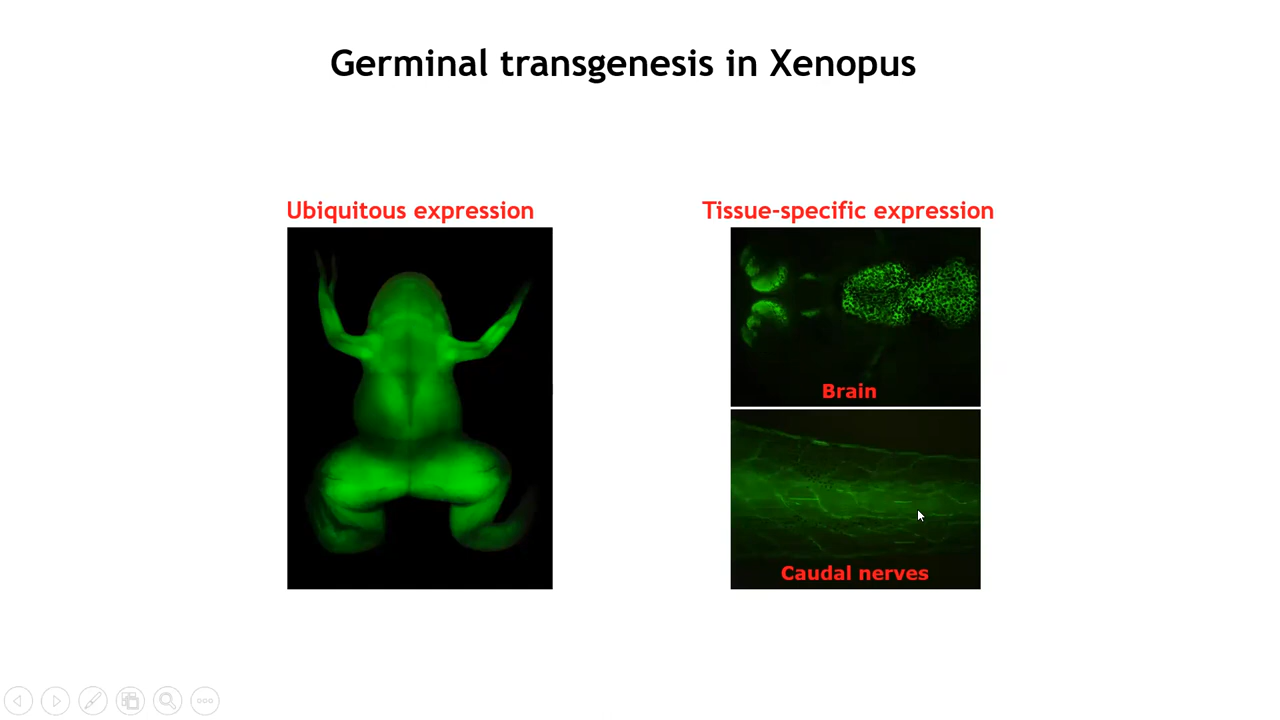 Germinal transgenesis in Xenopus
Ubiquitous expression
Tissue-specific expression
Brain
Caudal nerves